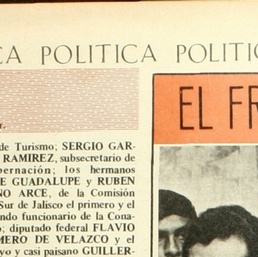 CA POLITICA POLITIC
r.
EL FR
de Turismo; SERGIO GAR-
RAMIREZ, subsecretario de
bernación; los hermanos
E GUADALUPE y RUBEN
NO ARCE, de la Comisión
Sur de Jalisco el primero y el
ndo funcionario de la Cona-
o; diputado federal FLAVIO
MERO DE VELAZCO y el
yo y casi paisano GUILLER-